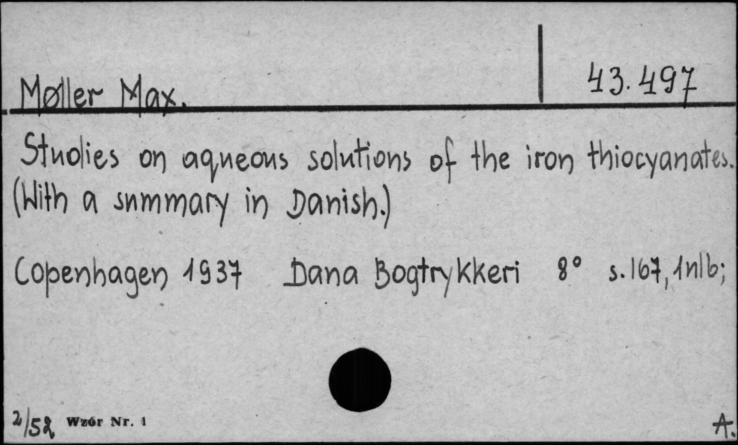 Møller Max.
43.497
Studies on aqueous solutions of the iron thiocyanates.
(With a summary in Danish.)
Copenhagen 1937 Dana Bogtrykkeri 8° s.167, 1nlb;
2/52 Wzór Nr. 1
A.